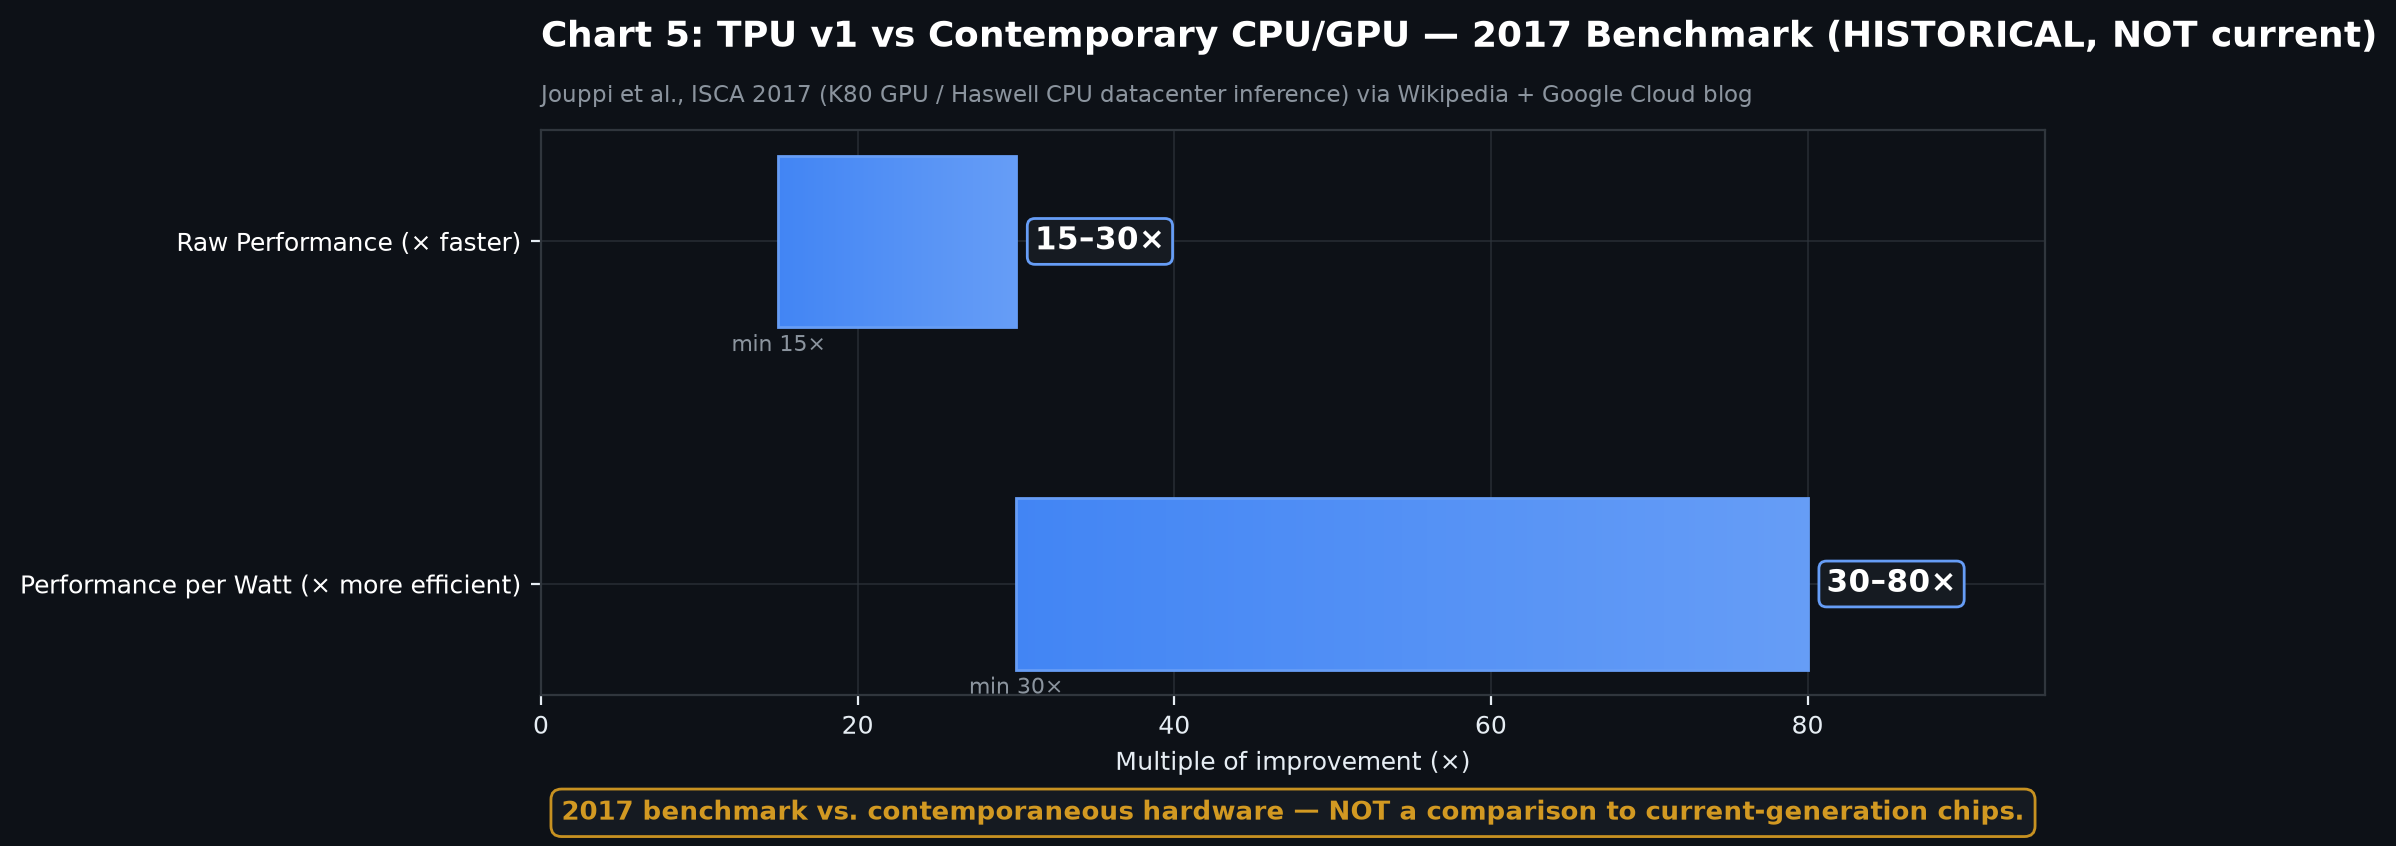 Chart 5: TPU v1 vs Contemporary CPU/GPU — 2017 Benchmark (HISTORICAL, NOT current)
Jouppi et al., ISCA 2017 (K80 GPU / Haswell CPU datacenter inference) via Wikipedia + Google Cloud blog
Raw Performance (× faster)
15–30×
min 15×
Performance per Watt (× more efficient)
30–80×
min 30×
0 20 40 60 80
Multiple of improvement (×)
2017 benchmark vs. contemporaneous hardware — NOT a comparison to current-generation chips.